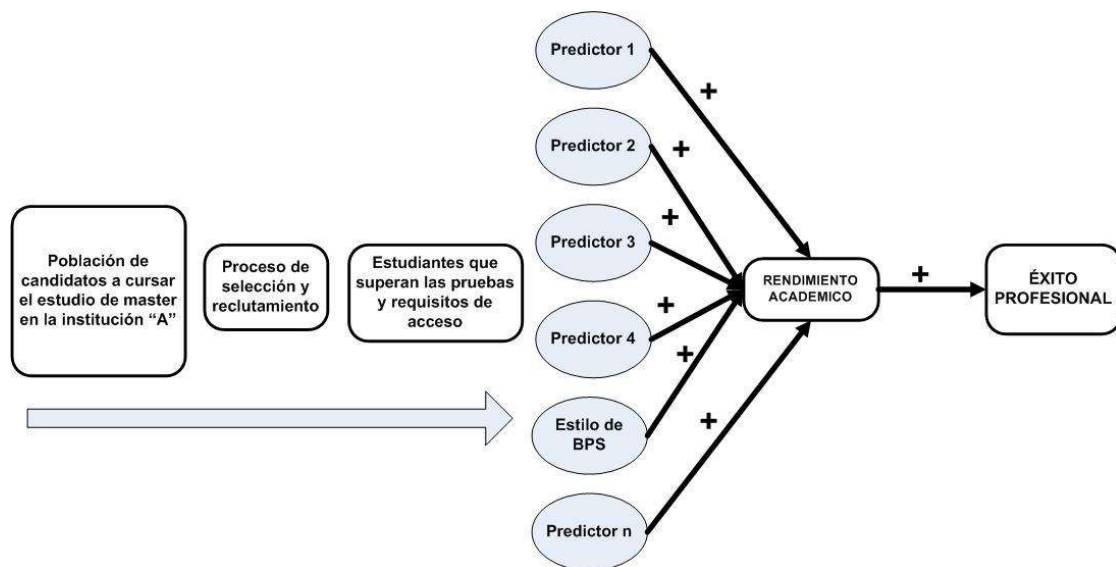 Población de
candidatos a cursar
el estudio de master
en la institución “A”
Proceso de
selección y
reclutamiento
Estudiantes que
superan las pruebas
y requisitos de
acceso
Predictor 1
+
Predictor 2
+
Predictor 3
+
Predictor 4
+
Estilo de
BPS
+
Predictor n
+
RENDIMIENTO
ACADEMICO
+
ÉXITO
PROFESIONAL